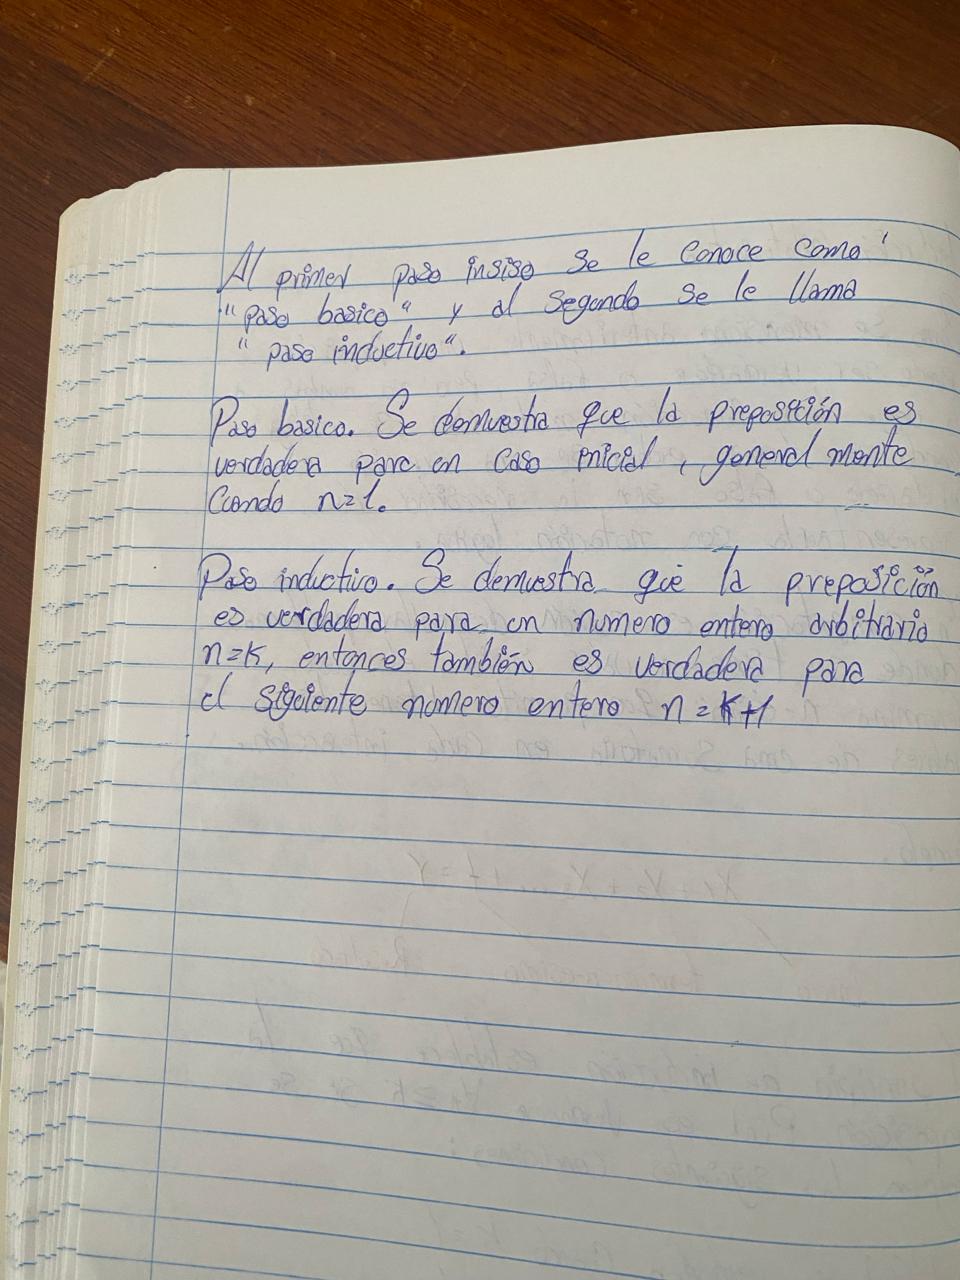 Al primer paso insiso se le conoce como
"paso basico" y al segundo se le llama
"paso inductivo".
Paso basico. Se demuestra que la preposición es
verdadera para un caso inicial, general mente
Cuando n=1.
Paso inductivo. Se demuestra que la preposición
es verdadera para un numero entero arbitrario
n=k, entonces también es verdadera para
el siguiente numero entero n=k+1